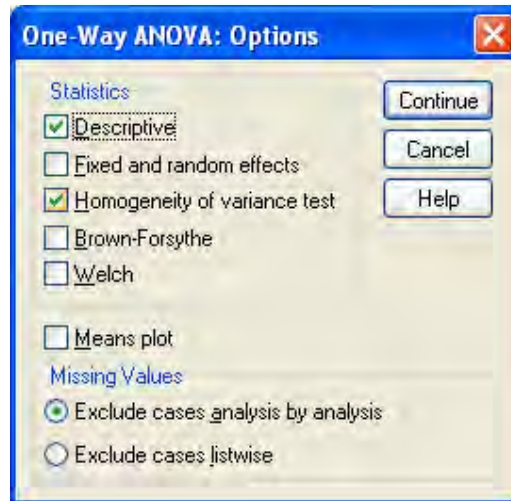 One-Way ANOVA: Options
Statistics
Descriptive
Fixed and random effects
Homogeneity of variance test
Brown-Forsythe
Welch
Means plot
Missing Values
Exclude cases analysis by analysis
Exclude cases listwise
Continue
Cancel
Help